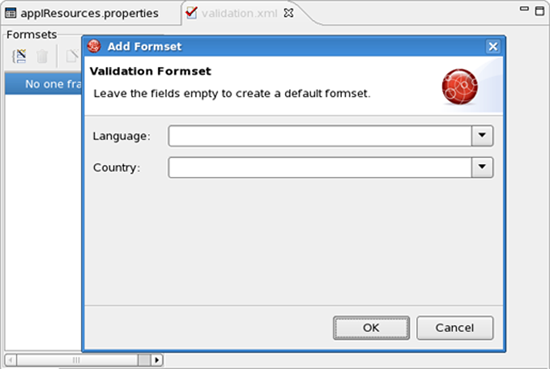 applResources.properties
validation.xml
Formsets
Add Formset
No one fra
Validation Formset
Leave the fields empty to create a default formset.
Language:
Country:
OK
Cancel